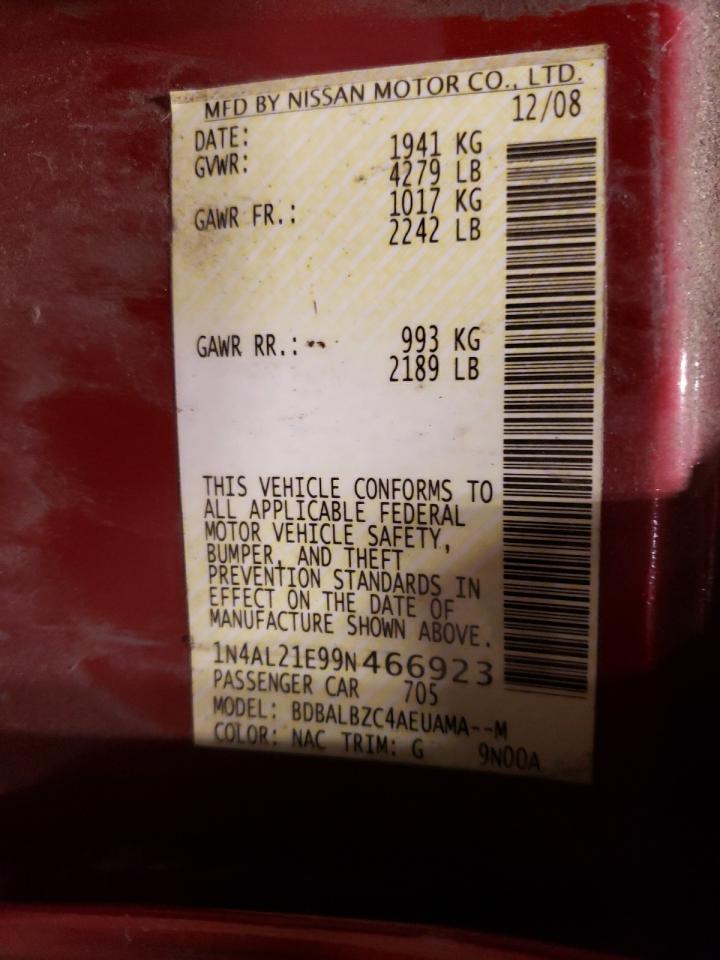 MFD BY NISSAN MOTOR CO., LTD.
DATE: 12/08
GVWR: 1941 KG
4279 LB
GAWR FR.: 1017 KG
2242 LB
GAWR RR.: 993 KG
2189 LB
THIS VEHICLE CONFORMS TO
ALL APPLICABLE FEDERAL
MOTOR VEHICLE SAFETY,
BUMPER, AND THEFT
PREVENTION STANDARDS IN
EFFECT ON THE DATE OF
MANUFACTURE SHOWN ABOVE.
1N4AL21E99N466923
PASSENGER CAR 705
MODEL: BDBALBZC4AEUAMA--M
COLOR: NAC TRIM: G 9N00A